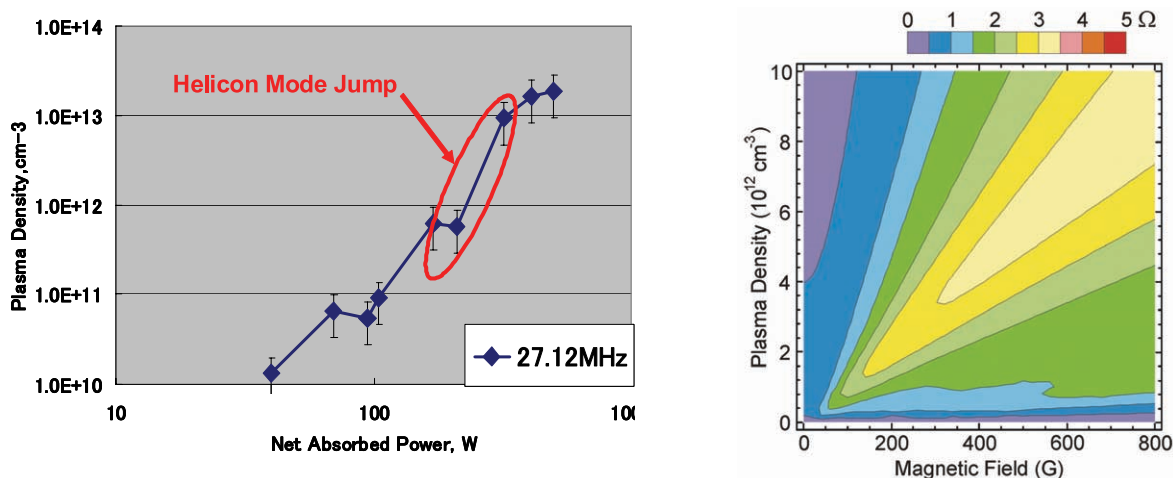 1.0E+14
1.0E+13
1.0E+12
1.0E+11
1.0E+10
Plasma Density,cm-3
Helicon Mode Jump
27.12MHz
10
100
100
Net Absorbed Power, W
0 1 2 3 4 5 Ω
10
8
6
4
2
0
Plasma Density (10¹² cm⁻³)
0 200 400 600 800
Magnetic Field (G)